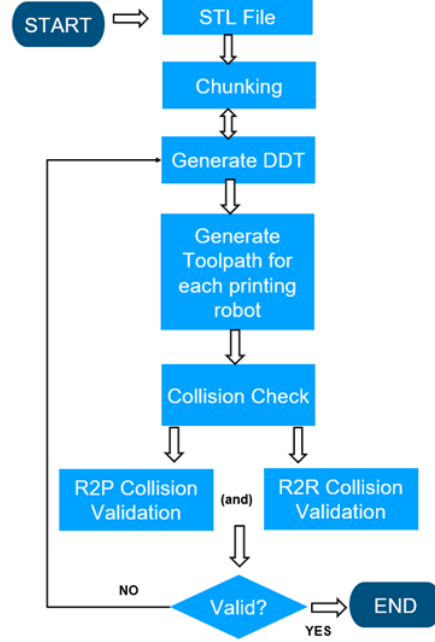 START
STL File
Chunking
Generate DDT
Generate
Toolpath for
each printing
robot
Collision Check
R2P Collision
Validation
(and)
R2R Collision
Validation
NO
Valid?
YES
END